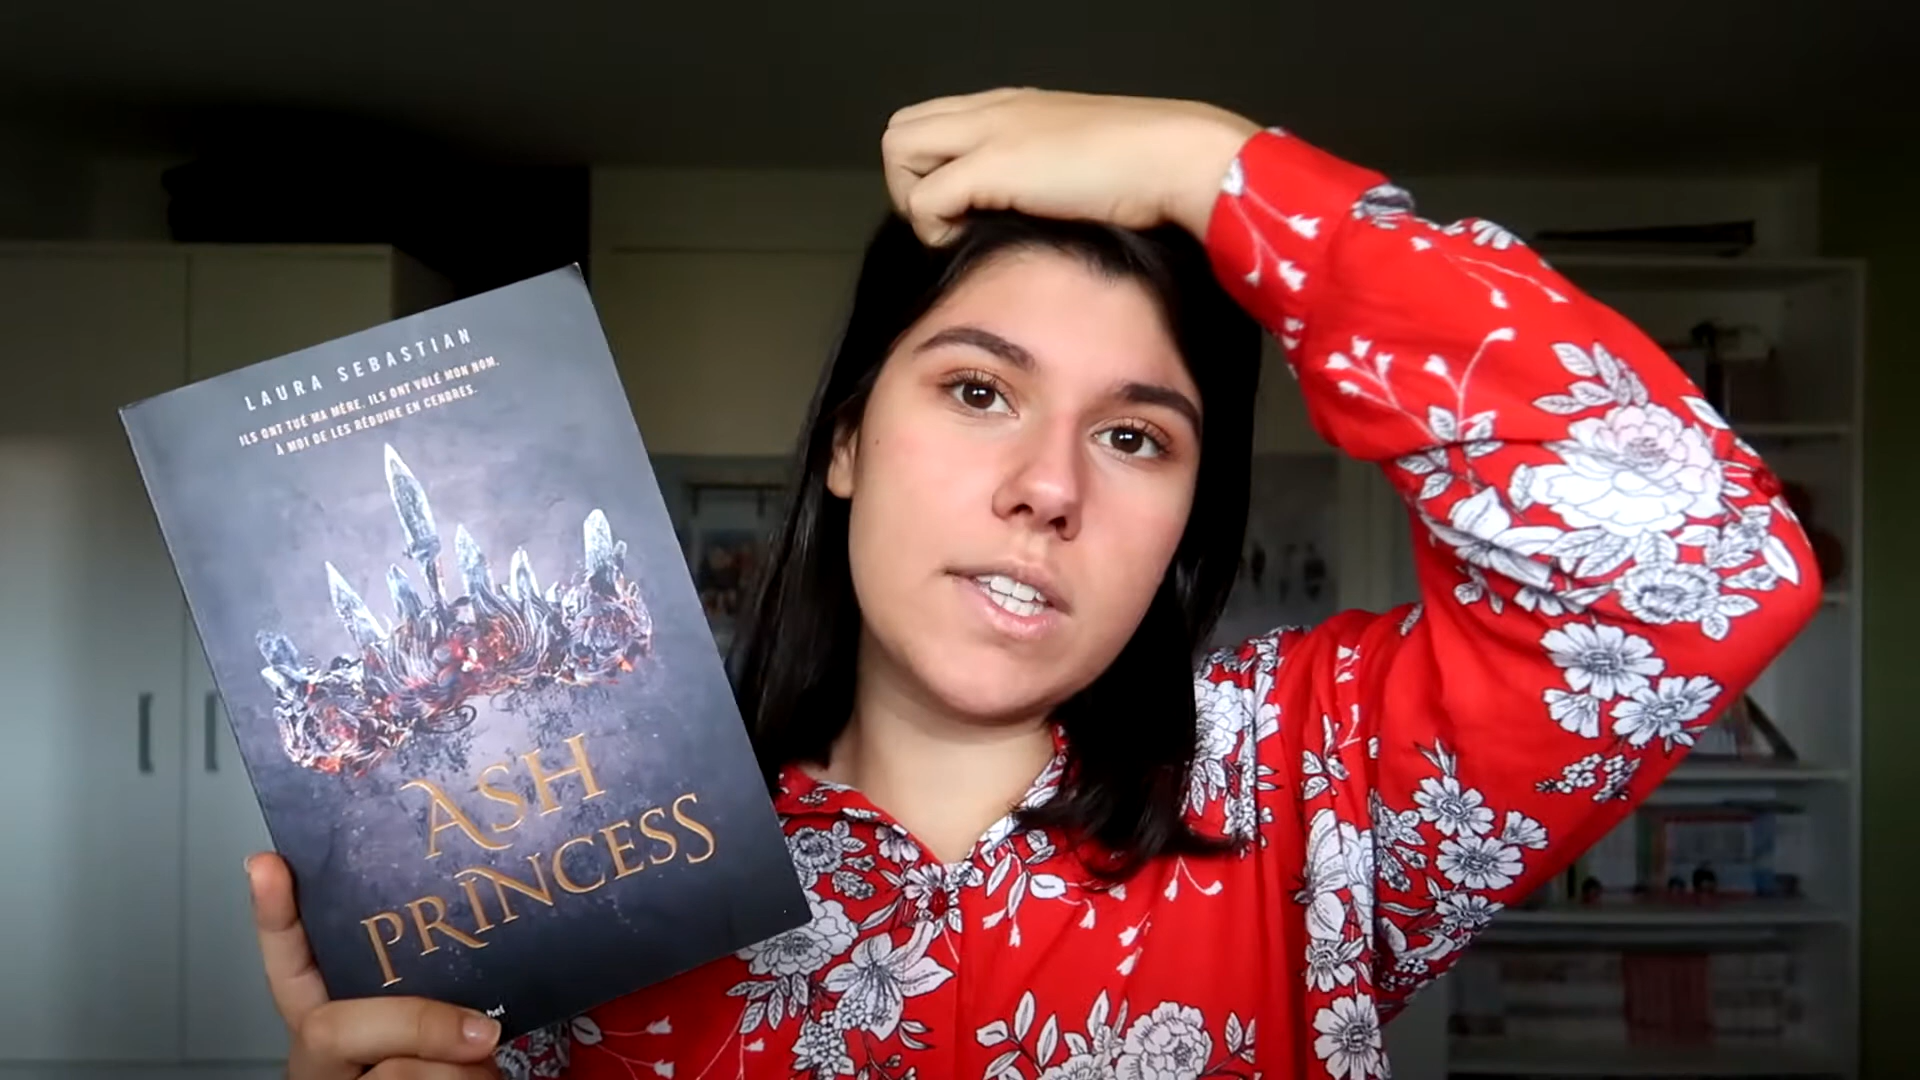 LAURA SEBASTIAN
ILS ONT TUÉ MA MÈRE. ILS ONT VOLÉ MON NOM.
À MOI DE LES RÉDUIRE EN CENDRES.
ASH
PRINCESS